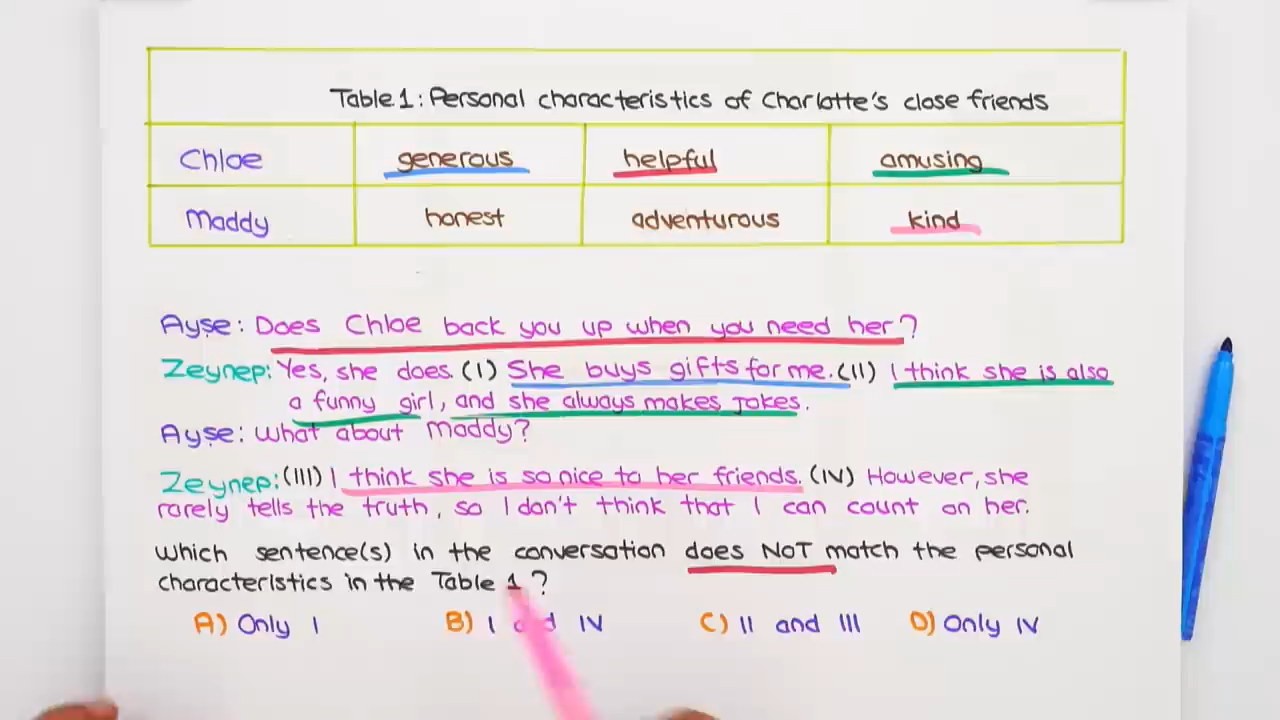 Table 1: Personal characteristics of Charlotte's close friends
Chloe generous helpful amusing
Maddy honest adventurous kind
Ayşe: Does Chloe back you up when you need her?
Zeynep: Yes, she does. (I) She buys gifts for me. (II) I think she is also
a funny girl, and she always makes jokes.
Ayşe: What about Maddy?
Zeynep: (III) I think she is so nice to her friends. (IV) However, she
rarely tells the truth, so I don't think that I can count on her.
Which sentence(s) in the conversation does NOT match the personal
characteristics in the Table 1?
A) Only I B) I and IV C) II and III D) Only IV